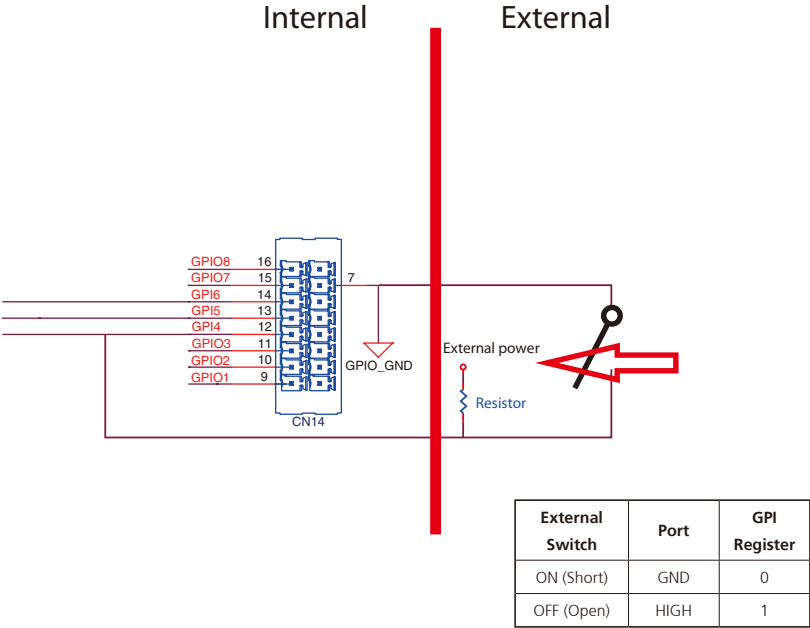 Internal
External
GPIO8 16
GPIO7 15
GPI6 14
GPI5 13
GPI4 12
GPIO3 11
GPIO2 10
GPIO1 9
7
GPIO_GND
CN14
External power
Resistor
External Switch Port GPI Register
ON (Short) GND 0
OFF (Open) HIGH 1